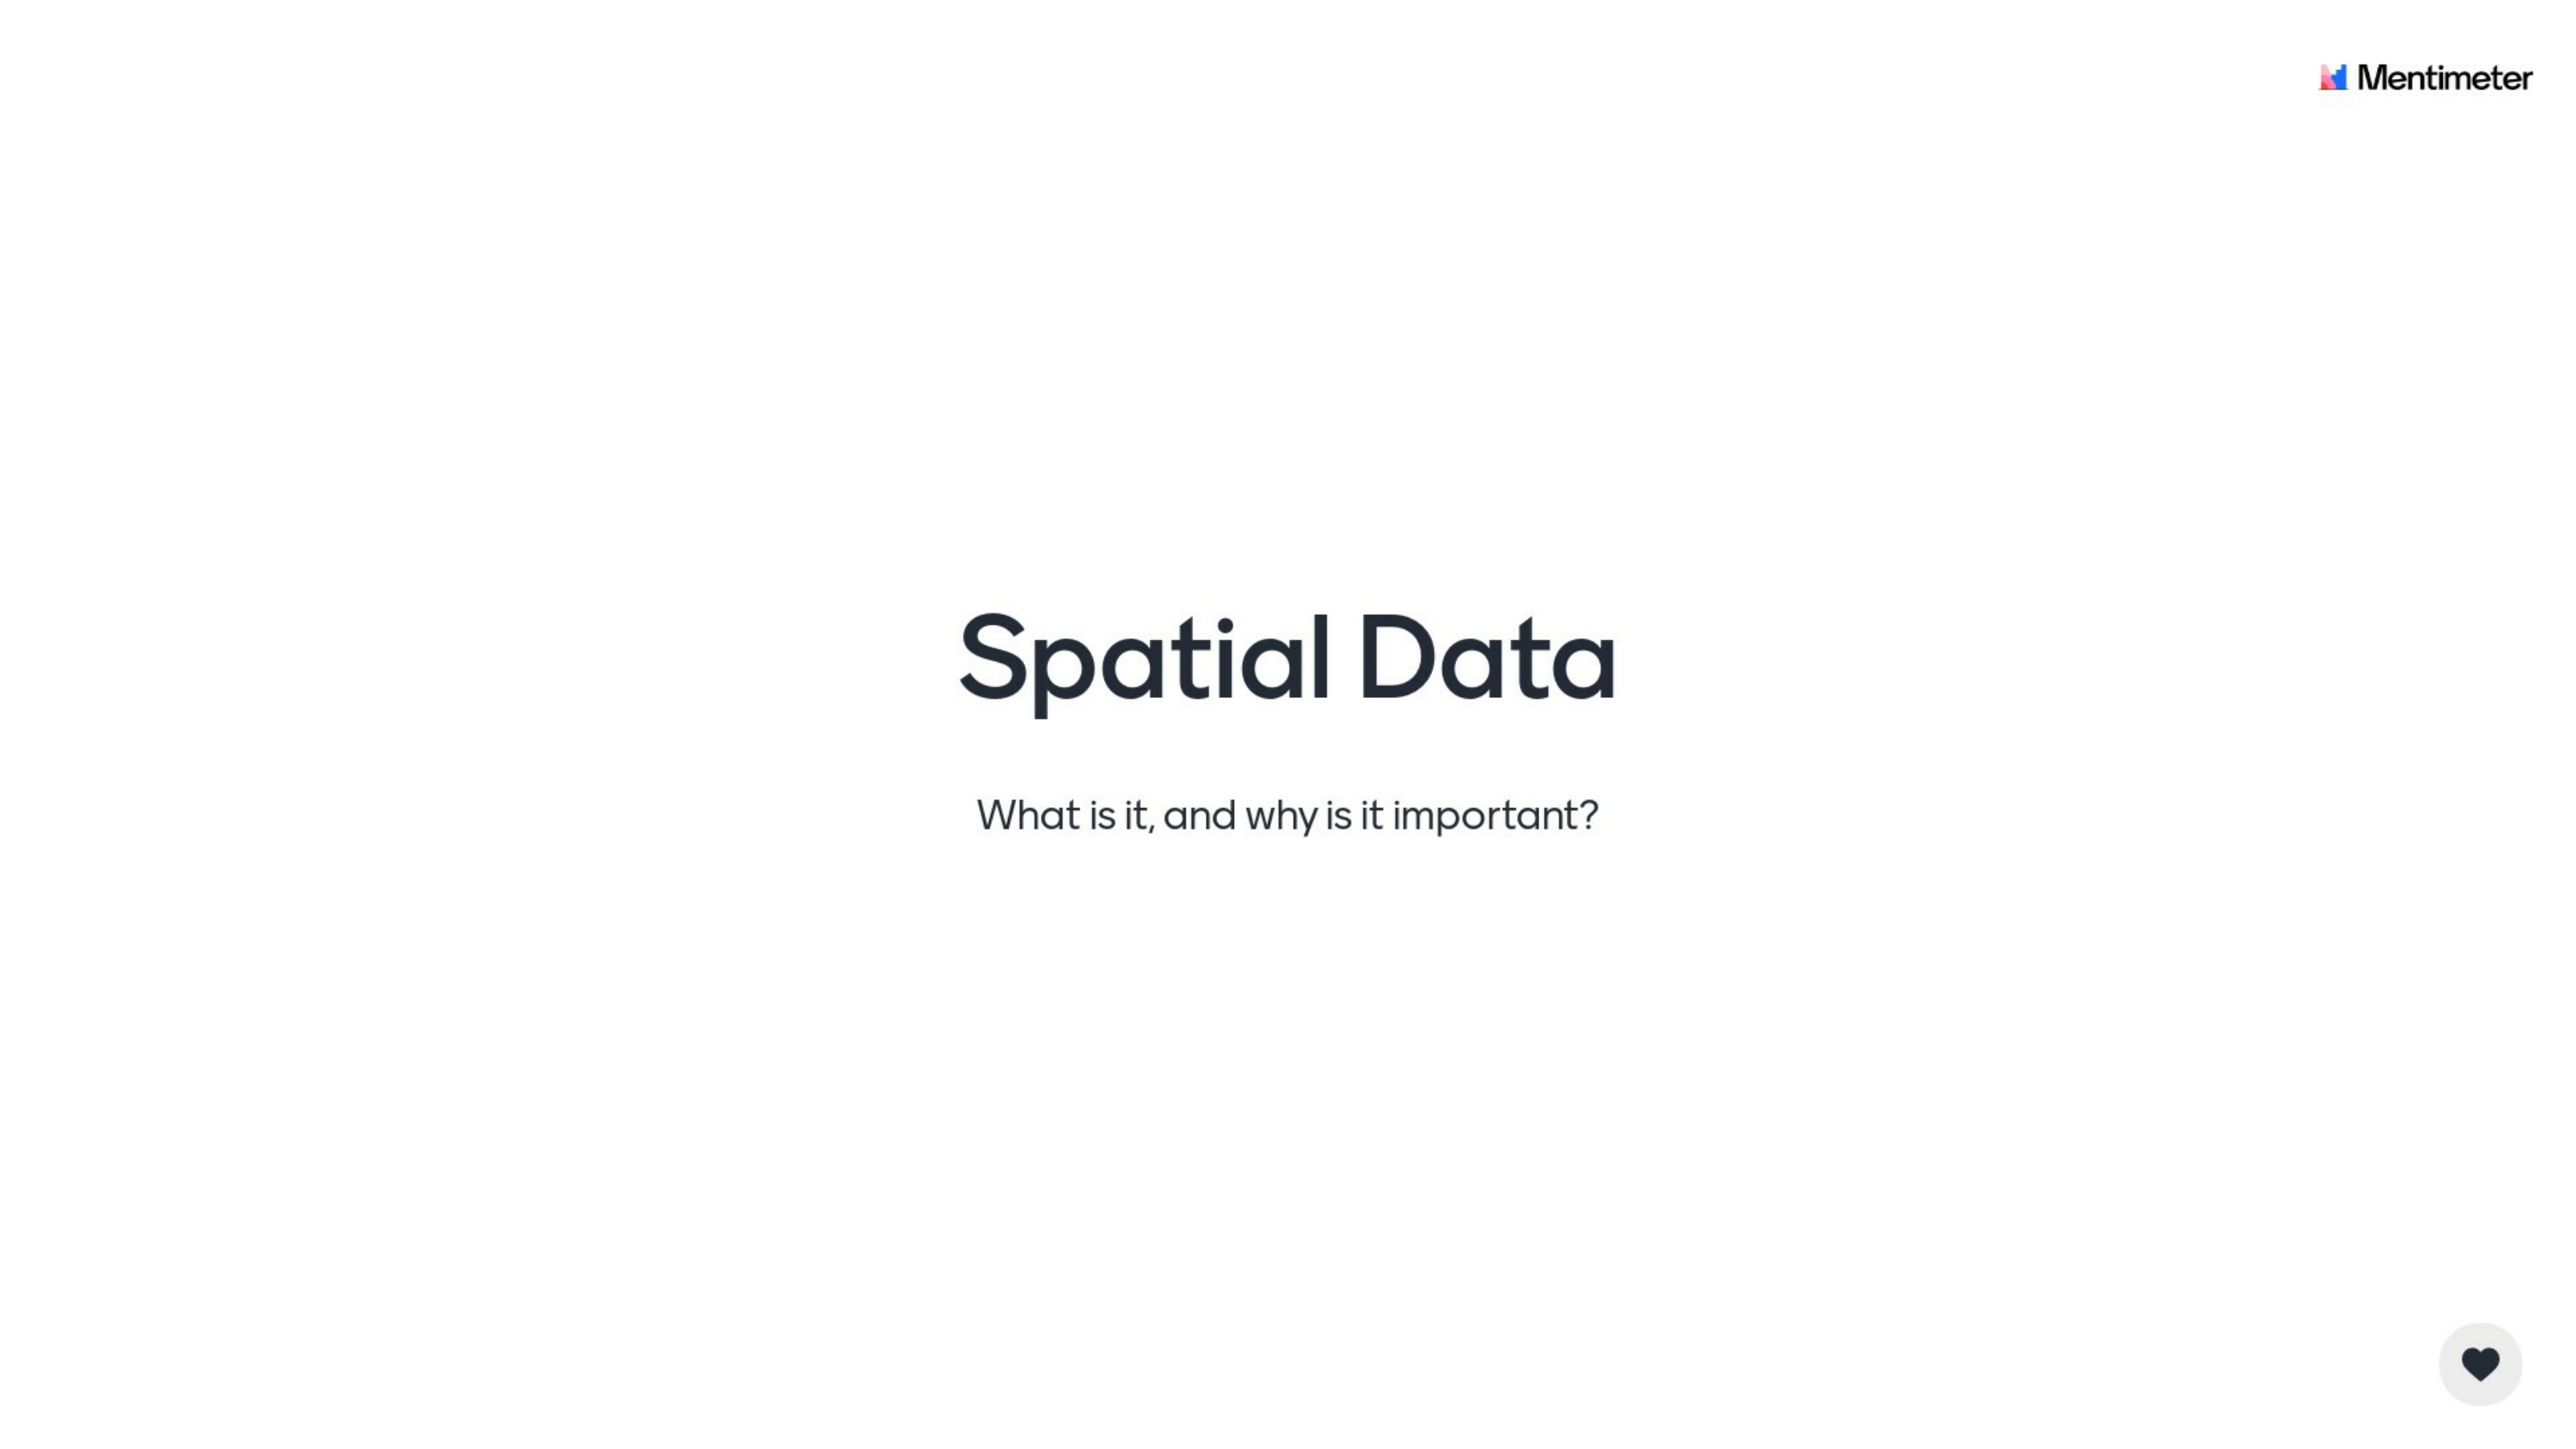 Mentimeter
Spatial Data
What is it, and why is it important?